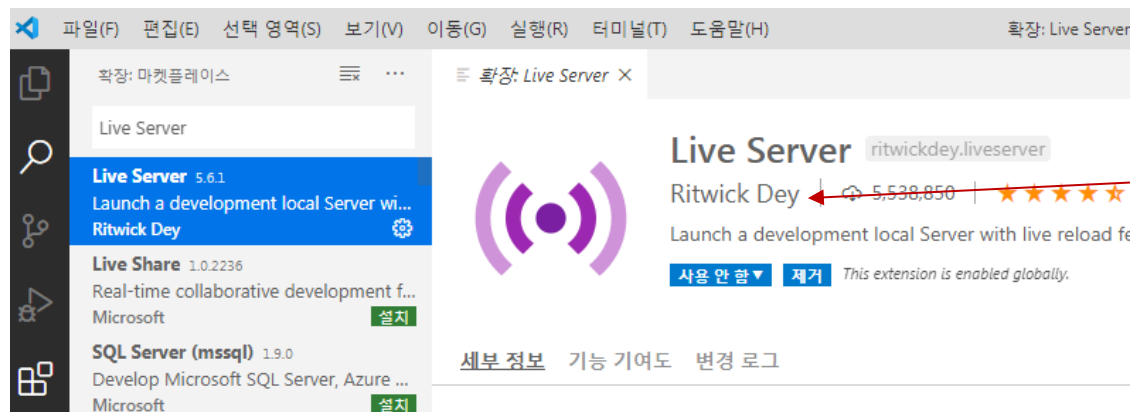 파일(F) 편집(E) 선택 영역(S) 보기(V) 이동(G) 실행(R) 터미널(T) 도움말(H) 확장: Live Server
확장: 마켓플레이스
확장: Live Server
Live Server
Live Server 5.6.1
Launch a development local Server wi...
Ritwick Dey
Live Share 1.0.2236
Real-time collaborative development f...
Microsoft 설치
SQL Server (mssql) 1.9.0
Develop Microsoft SQL Server, Azure ...
Microsoft 설치
Live Server ritwickdey.liveserver
Ritwick Dey 5,538,850
Launch a development local Server with live reload fe
사용 안 함 제거 This extension is enabled globally.
세부 정보 기능 기여도 변경 로그